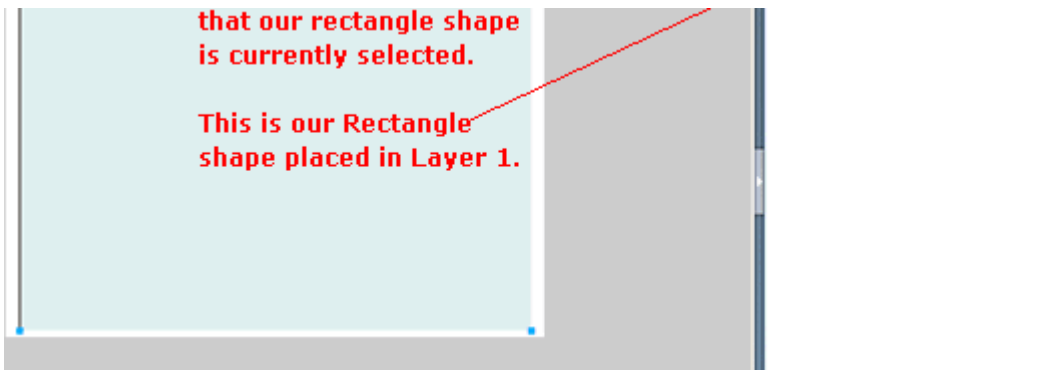 that our rectangle shape
is currently selected.
This is our Rectangle
shape placed in Layer 1.